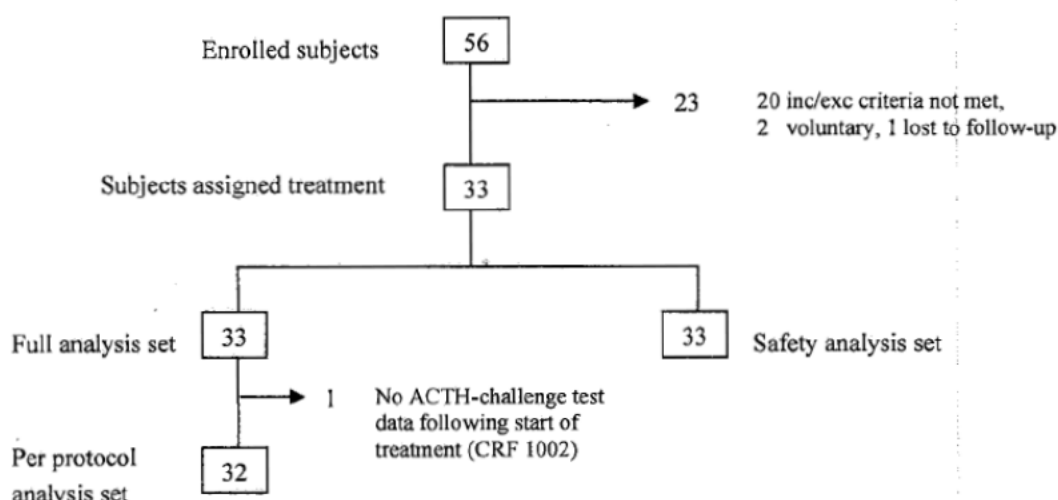 Enrolled subjects
56
23
20 inc/exc criteria not met,
2 voluntary, 1 lost to follow-up
Subjects assigned treatment
33
Full analysis set
33
33
Safety analysis set
1
No ACTH-challenge test
data following start of
treatment (CRF 1002)
Per protocol
analysis set
32